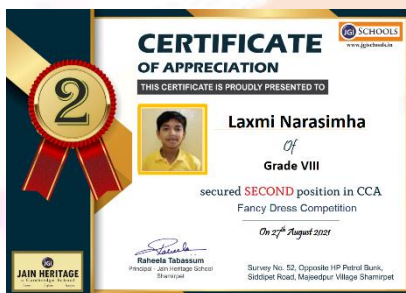 CERTIFICATE
OF APPRECIATION
THIS CERTIFICATE IS PROUDLY PRESENTED TO
JGI SCHOOLS
www.jgischools.in
2
Laxmi Narasimha
Of
Grade VIII
secured SECOND position in CCA
Fancy Dress Competition
On 27th August 2021
Raheela Tabassum
Principal - Jain Heritage School
Shamirpet
Survey No. 52, Opposite HP Petrol Bunk,
Siddipet Road, Majeedpur Village Shamirpet
JGI
JAIN HERITAGE
a Cambridge School